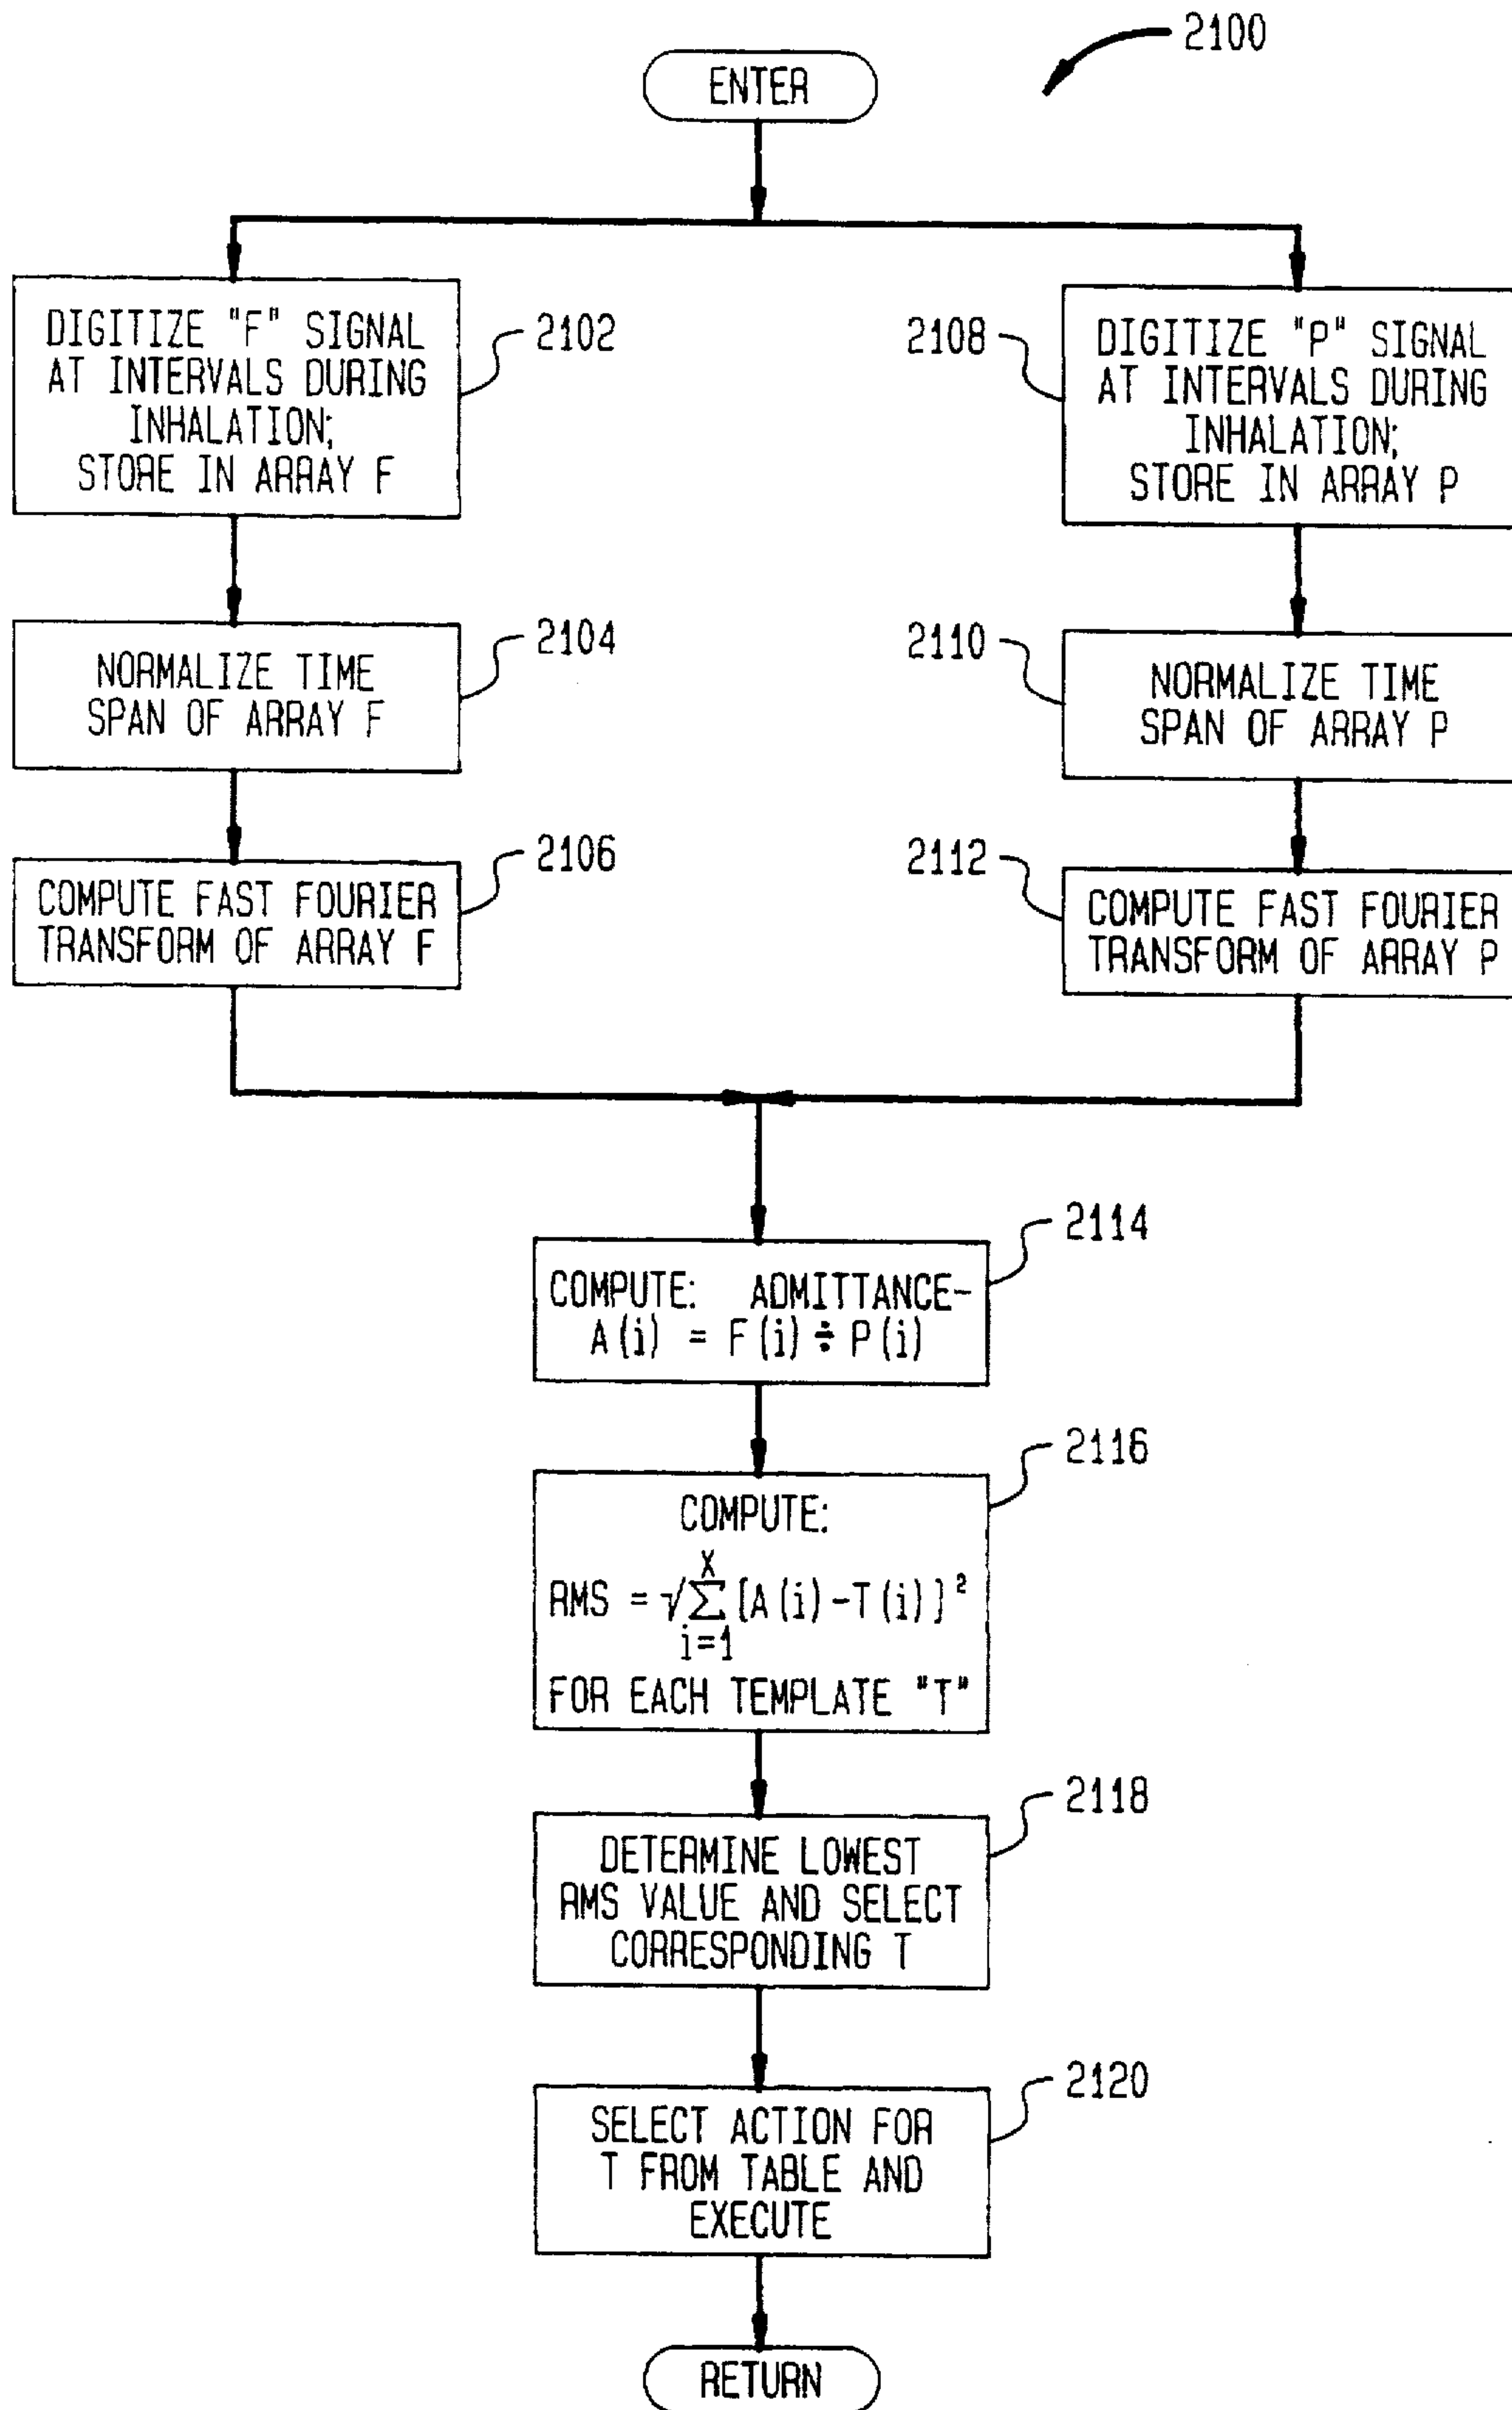 2100
ENTER
DIGITIZE "F" SIGNAL
AT INTERVALS DURING
INHALATION;
STORE IN ARRAY F
2102
2108
DIGITIZE "P" SIGNAL
AT INTERVALS DURING
INHALATION;
STORE IN ARRAY P
NORMALIZE TIME
SPAN OF ARRAY F
2104
2110
NORMALIZE TIME
SPAN OF ARRAY P
COMPUTE FAST FOURIER
TRANSFORM OF ARRAY F
2106
2112
COMPUTE FAST FOURIER
TRANSFORM OF ARRAY P
2114
COMPUTE: ADMITTANCE-
A(i) = F(i) ÷ P(i)
2116
COMPUTE:
X
RMS = √∑ [A(i)-T(i)]²
i=1
FOR EACH TEMPLATE "T"
2118
DETERMINE LOWEST
RMS VALUE AND SELECT
CORRESPONDING T
2120
SELECT ACTION FOR
T FROM TABLE AND
EXECUTE
RETURN